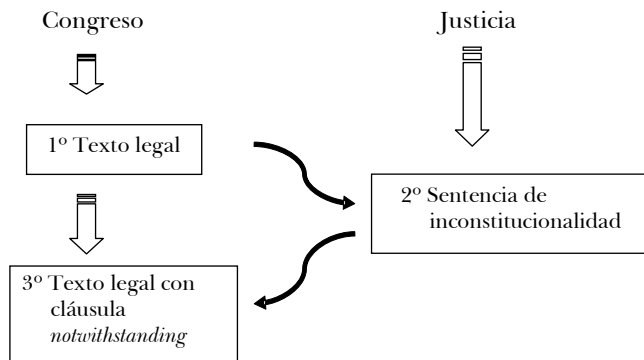 Congreso
Justicia
1º Texto legal
2º Sentencia de
inconstitucionalidad
3º Texto legal con
cláusula
notwithstanding